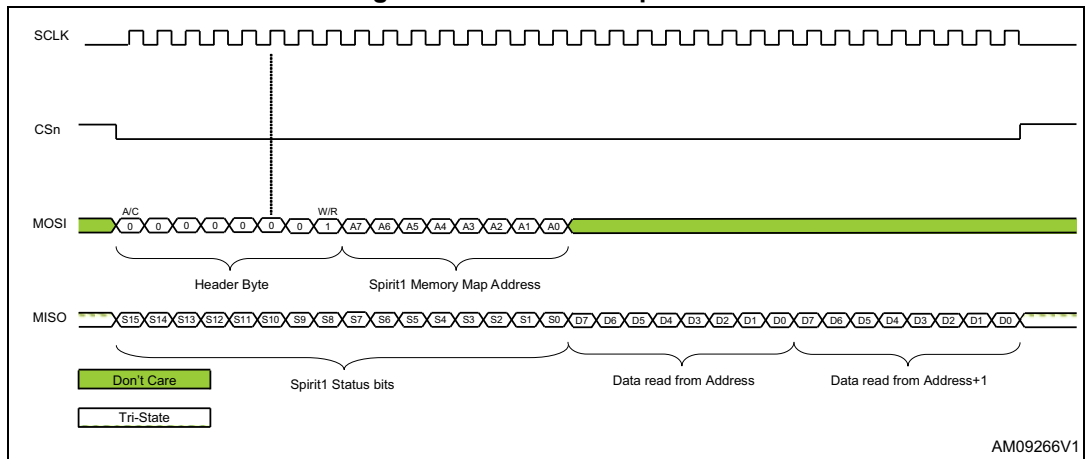 SCLK
CSn
A/C W/R
MOSI 0 0 0 0 0 0 0 1 A7 A6 A5 A4 A3 A2 A1 A0
Header Byte Spirit1 Memory Map Address
MISO S15 S14 S13 S12 S11 S10 S9 S8 S7 S6 S5 S4 S3 S2 S1 S0 D7 D6 D5 D4 D3 D2 D1 D0 D7 D6 D5 D4 D3 D2 D1 D0
Don't Care Spirit1 Status bits Data read from Address Data read from Address+1
Tri-State
AM09266V1